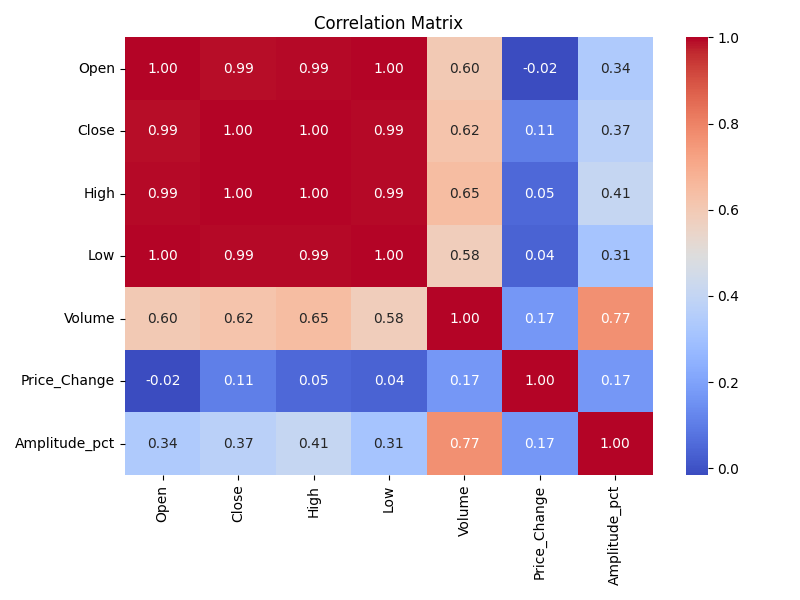 Correlation Matrix
Open 1.00 0.99 0.99 1.00 0.60 -0.02 0.34
Close 0.99 1.00 1.00 0.99 0.62 0.11 0.37
High 0.99 1.00 1.00 0.99 0.65 0.05 0.41
Low 1.00 0.99 0.99 1.00 0.58 0.04 0.31
Volume 0.60 0.62 0.65 0.58 1.00 0.17 0.77
Price_Change -0.02 0.11 0.05 0.04 0.17 1.00 0.17
Amplitude_pct 0.34 0.37 0.41 0.31 0.77 0.17 1.00
Open Close High Low Volume Price_Change Amplitude_pct
1.0
0.8
0.6
0.4
0.2
0.0